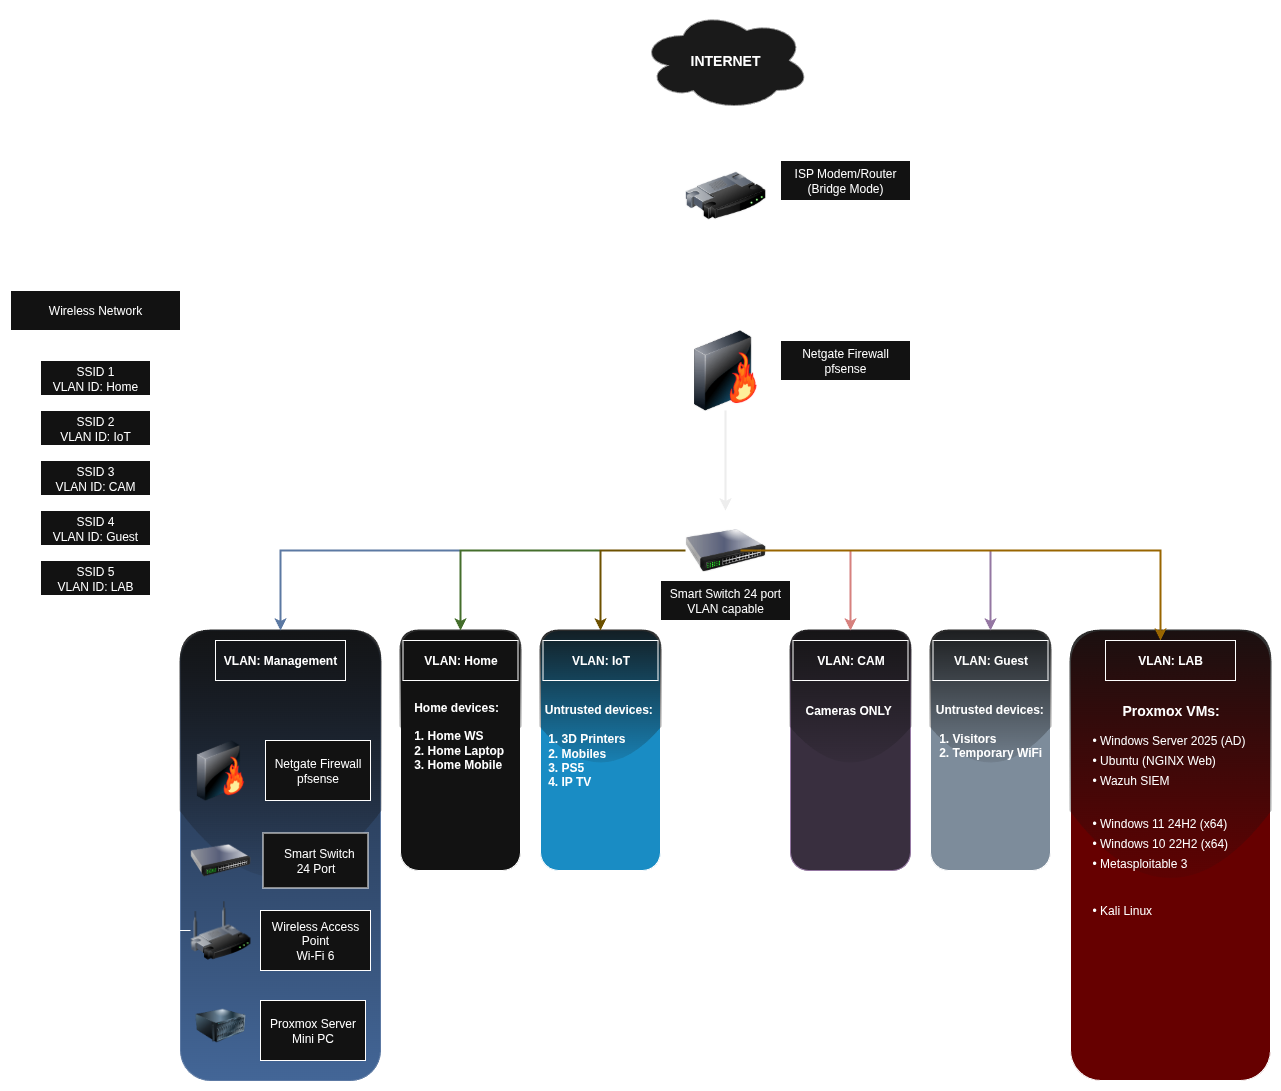 INTERNET
ISP Modem/Router
(Bridge Mode)
Wireless Network
SSID 1
VLAN ID: Home
SSID 2
VLAN ID: IoT
SSID 3
VLAN ID: CAM
SSID 4
VLAN ID: Guest
SSID 5
VLAN ID: LAB
Netgate Firewall
pfsense
Smart Switch 24 port
VLAN capable
VLAN: Management
Netgate Firewall
pfsense
Smart Switch
24 Port
Wireless Access
Point
Wi-Fi 6
Proxmox Server
Mini PC
VLAN: Home
Home devices:
1. Home WS
2. Home Laptop
3. Home Mobile
VLAN: IoT
Untrusted devices:
1. 3D Printers
2. Mobiles
3. PS5
4. IP TV
VLAN: CAM
Cameras ONLY
VLAN: Guest
Untrusted devices:
1. Visitors
2. Temporary WiFi
VLAN: LAB
Proxmox VMs:
• Windows Server 2025 (AD)
• Ubuntu (NGINX Web)
• Wazuh SIEM
• Windows 11 24H2 (x64)
• Windows 10 22H2 (x64)
• Metasploitable 3
• Kali Linux